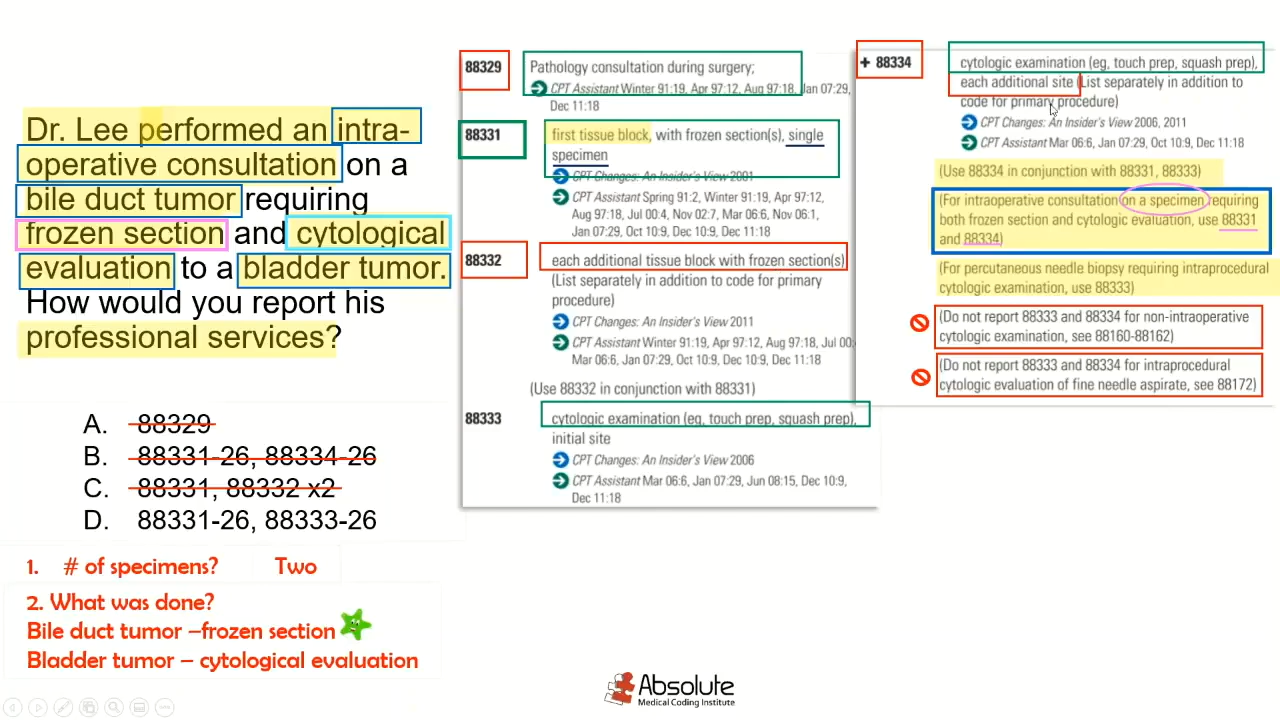 Dr. Lee performed an intra-
operative consultation on a
bile duct tumor requiring
frozen section and cytological
evaluation to a bladder tumor.
How would you report his
professional services?
A. 88329
B. 88331-26, 88334-26
C. 88331, 88332 x2
D. 88331-26, 88333-26
1. # of specimens? Two
2. What was done?
Bile duct tumor –frozen section
Bladder tumor – cytological evaluation
88329 Pathology consultation during surgery;
CPT Assistant Winter 91:19, Apr 97:12, Aug 97:18, Jan 07:29,
Dec 11:18
88331 first tissue block, with frozen section(s), single
specimen
CPT Changes: An Insider's View 2001
CPT Assistant Spring 91:2, Winter 91:19, Apr 97:12,
Aug 97:18, Jul 00:4, Nov 02:7, Mar 06:6, Nov 06:1,
Jan 07:29, Oct 10:9, Dec 10:9, Dec 11:18
88332 each additional tissue block with frozen section(s)
(List separately in addition to code for primary
procedure)
CPT Changes: An Insider's View 2011
CPT Assistant Winter 91:19, Apr 97:12, Aug 97:18, Jul 00:
Mar 06:6, Jan 07:29, Oct 10:9, Dec 10:9, Dec 11:18
(Use 88332 in conjunction with 88331)
88333 cytologic examination (eg, touch prep, squash prep),
initial site
CPT Changes: An Insider's View 2006
CPT Assistant Mar 06:6, Jan 07:29, Jun 08:15, Dec 10:9,
Dec 11:18
+ 88334 cytologic examination (eg, touch prep, squash prep),
each additional site (List separately in addition to
code for primary procedure)
CPT Changes: An Insider's View 2006, 2011
CPT Assistant Mar 06:6, Jan 07:29, Oct 10:9, Dec 11:18
(Use 88334 in conjunction with 88331, 88333)
(For intraoperative consultation on a specimen requiring
both frozen section and cytologic evaluation, use 88331
and 88334)
(For percutaneous needle biopsy requiring intraprocedural
cytologic examination, use 88333)
(Do not report 88333 and 88334 for non-intraoperative
cytologic examination, see 88160-88162)
(Do not report 88333 and 88334 for intraprocedural
cytologic evaluation of fine needle aspirate, see 88172)
Absolute
Medical Coding Institute